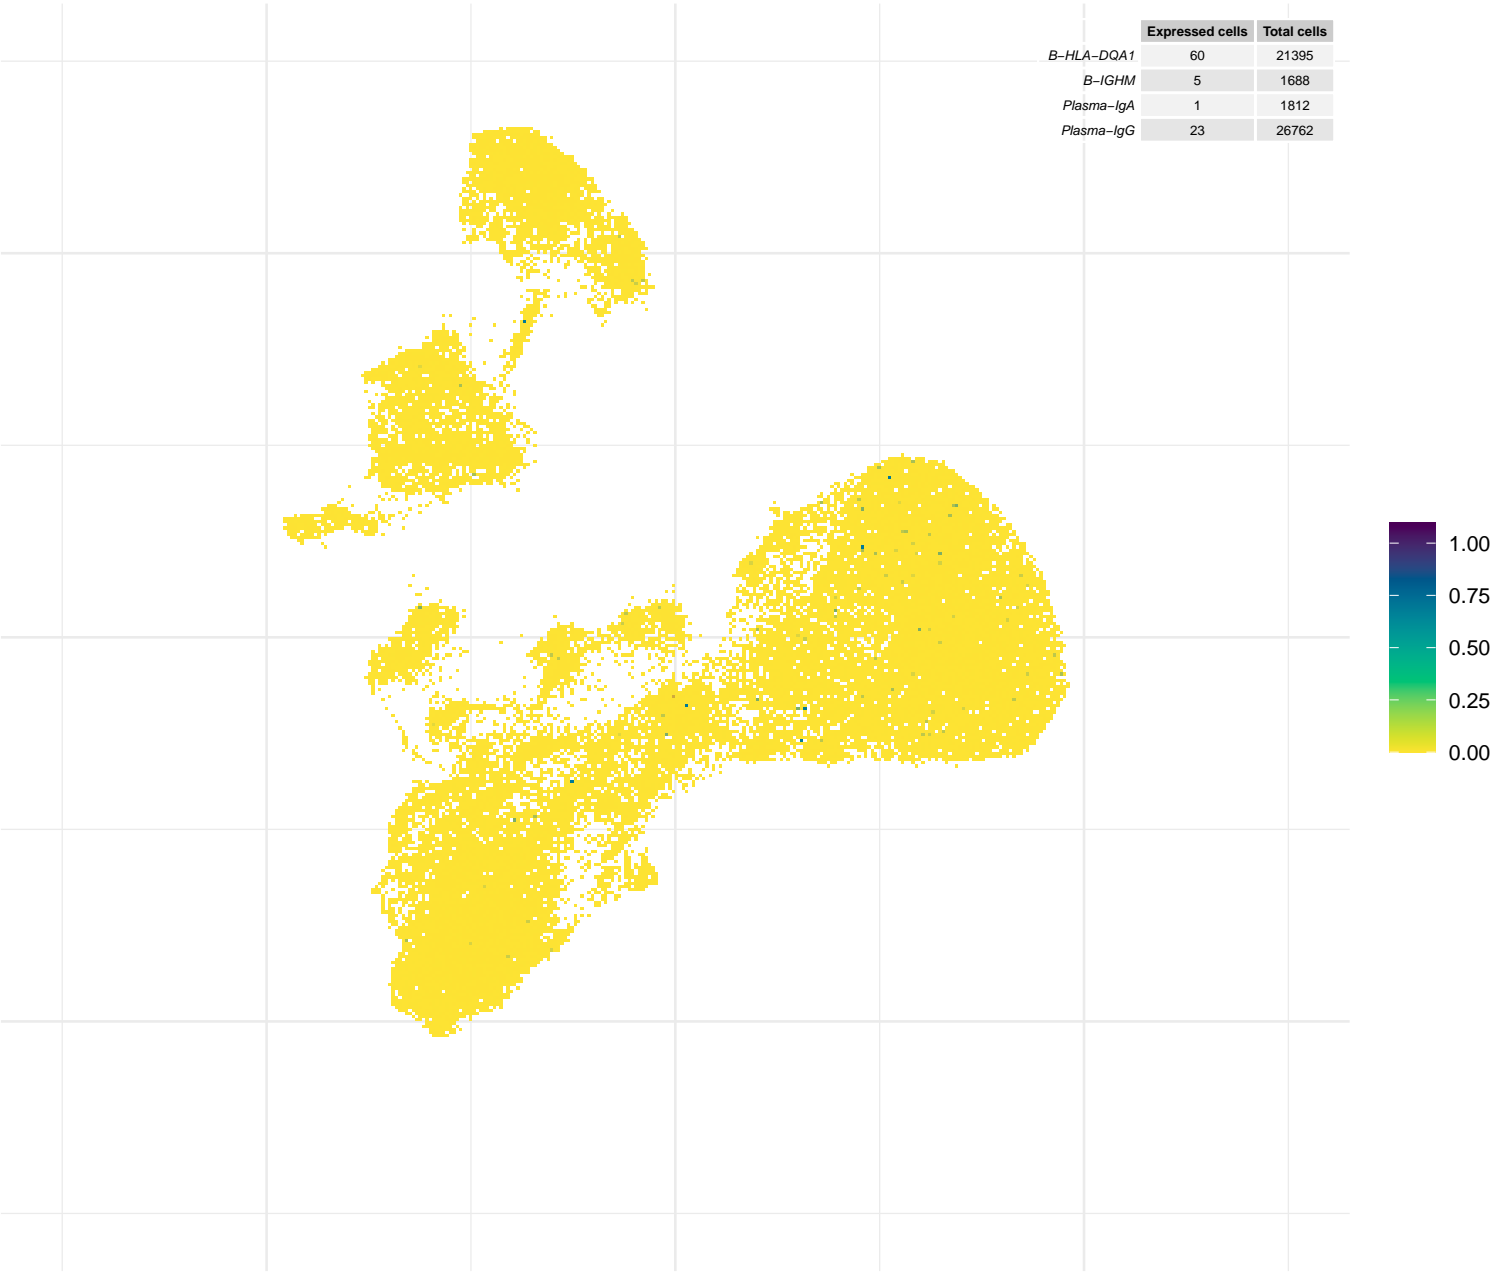 Expressed cells Total cells
B−HLA−DQA1 60 21395
B−IGHM 5 1688
Plasma−IgA 1 1812
Plasma−IgG 23 26762
1.00
0.75
0.50
0.25
0.00